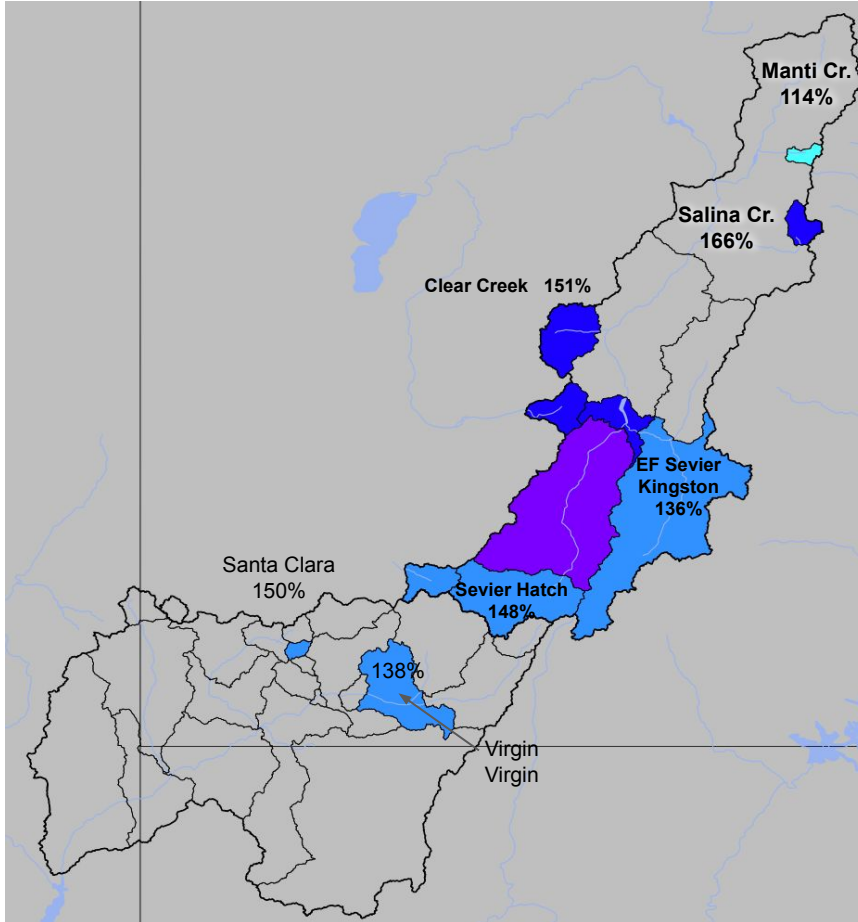 Manti Cr.
114%
Salina Cr.
166%
Clear Creek 151%
EF Sevier
Kingston
136%
Santa Clara
150%
Sevier Hatch
148%
138%
Virgin
Virgin